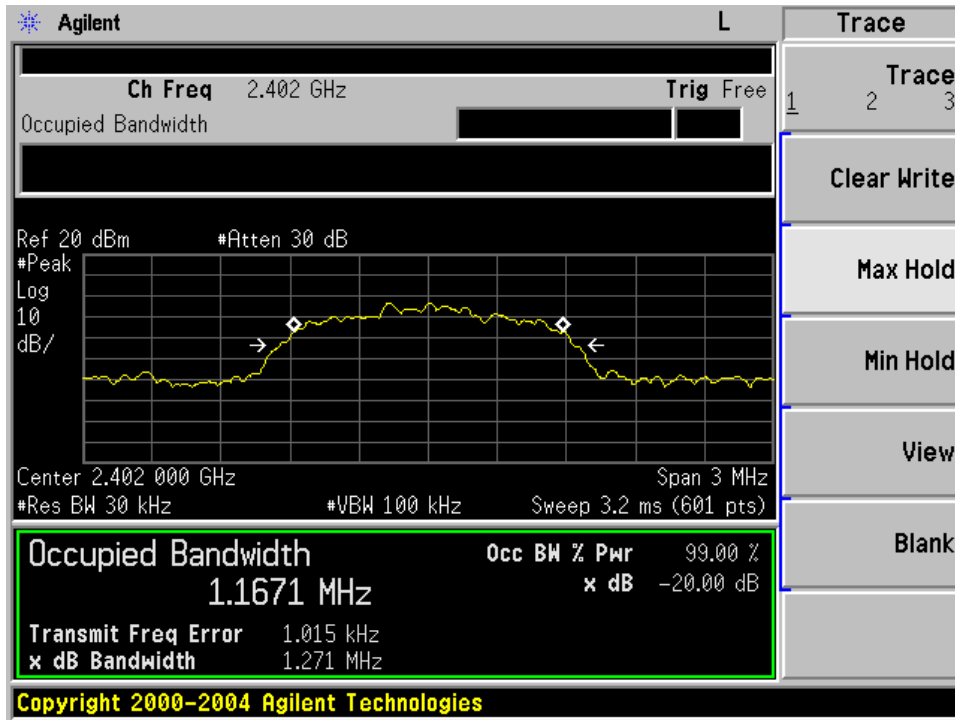 Agilent L Trace
Ch Freq 2.402 GHz Trig Free
Occupied Bandwidth
Trace
1 2 3
Clear Write
Max Hold
Min Hold
View
Blank
Ref 20 dBm #Atten 30 dB
#Peak
Log
10
dB/
Center 2.402 000 GHz Span 3 MHz
#Res BW 30 kHz #VBW 100 kHz Sweep 3.2 ms (601 pts)
Occupied Bandwidth Occ BW % Pwr 99.00 %
1.1671 MHz x dB -20.00 dB
Transmit Freq Error 1.015 kHz
x dB Bandwidth 1.271 MHz
Copyright 2000-2004 Agilent Technologies